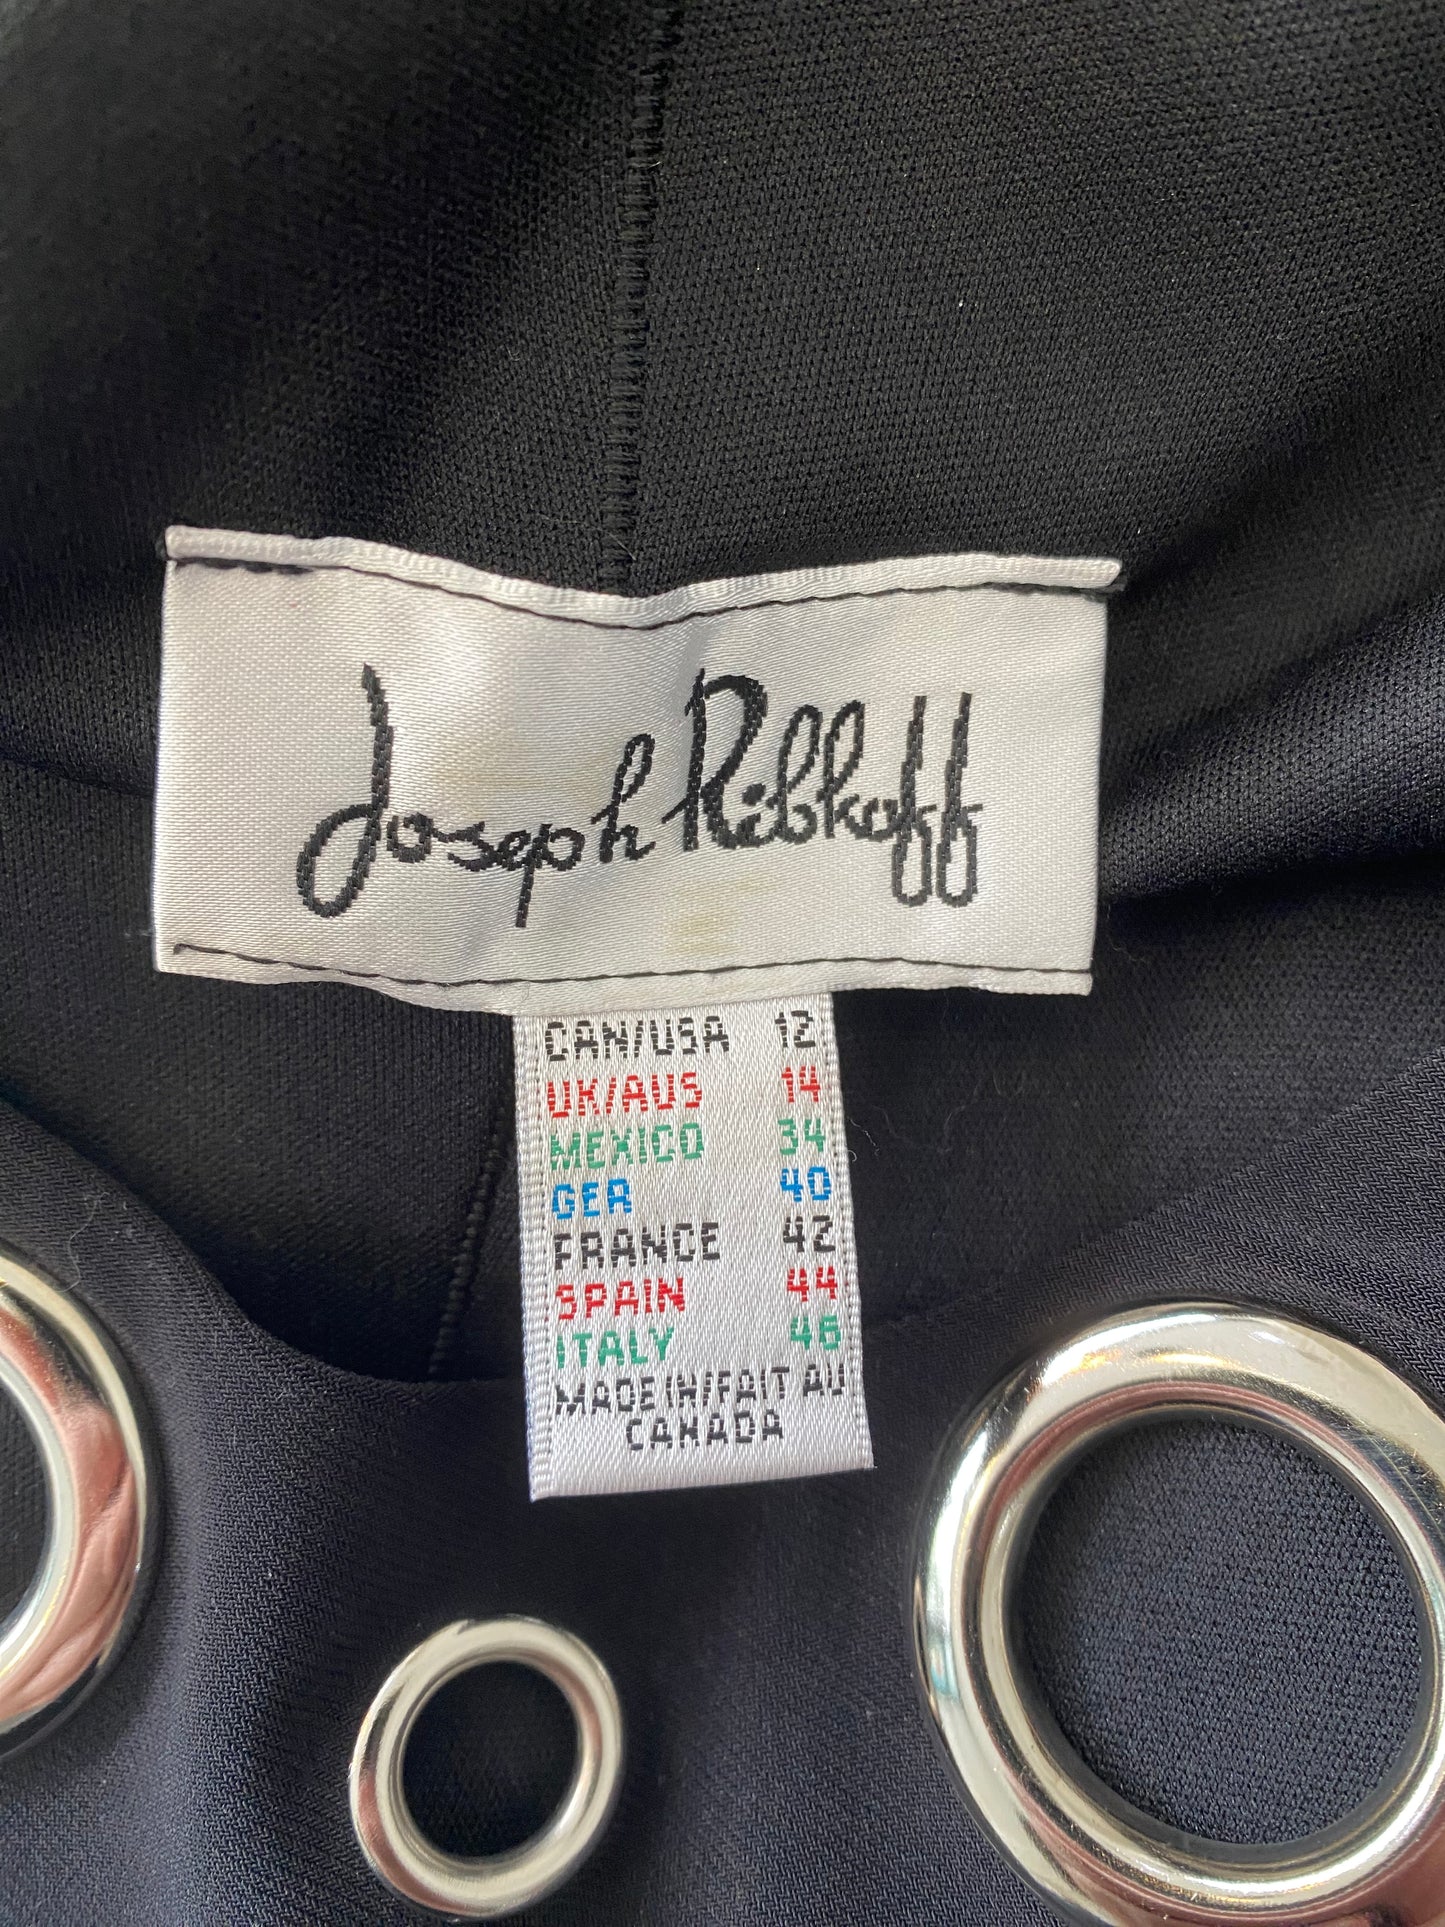 Joseph Ribkoff
CAN/USA 12
UK/AUS 14
MEXICO 34
GER 40
FRANCE 42
SPAIN 44
ITALY 46
MADE IN/FAIT AU
CANADA